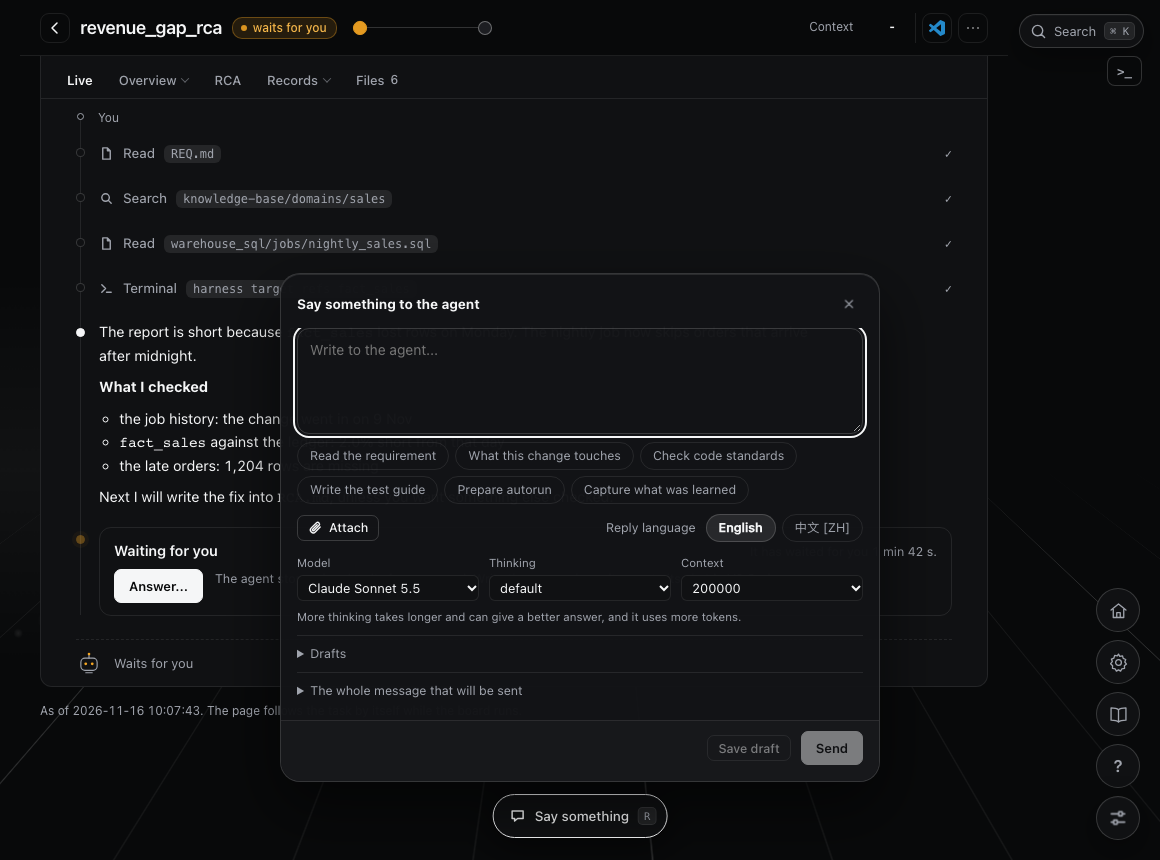 revenue_gap_rca
waits for you
Context
-
Search ⌘ K
>_
Live
Overview
RCA
Records
Files 6
You
Read REQ.md ✓
Search knowledge-base/domains/sales ✓
Read warehouse_sql/jobs/nightly_sales.sql ✓
Terminal harness targ ✓
The report is short because
after midnight.
What I checked
the job history: the chan
fact_sales against the
the late orders: 1,204 ro
Next I will write the fix into
Waiting for you
min 42 s.
Answer...
The agent s
Waits for you
As of 2026-11-16 10:07:43. The page foll
Say something to the agent
Write to the agent...
Read the requirement
What this change touches
Check code standards
Write the test guide
Prepare autorun
Capture what was learned
Attach
Reply language
English
中文 [ZH]
Model
Thinking
Context
Claude Sonnet 5.5
default
200000
More thinking takes longer and can give a better answer, and it uses more tokens.
Drafts
The whole message that will be sent
Save draft
Send
Say something R
?